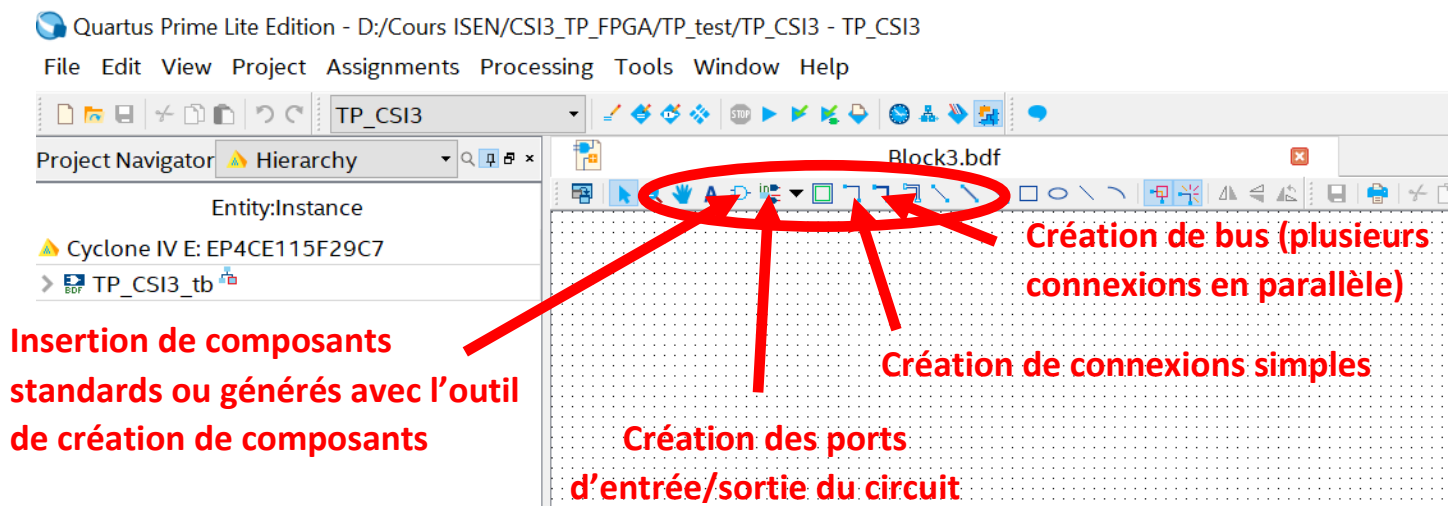 Quartus Prime Lite Edition - D:/Cours ISEN/CSI3_TP_FPGA/TP_test/TP_CSI3 - TP_CSI3
File Edit View Project Assignments Processing Tools Window Help
TP_CSI3
STOP
Project Navigator Hierarchy
Block3.bdf
Entity:Instance
A
in
Cyclone IV E: EP4CE115F29C7
BDF TP_CSI3_tb
Création de bus (plusieurs
connexions en parallèle)
Insertion de composants
standards ou générés avec l’outil
de création de composants
Création de connexions simples
Création des ports
d’entrée/sortie du circuit